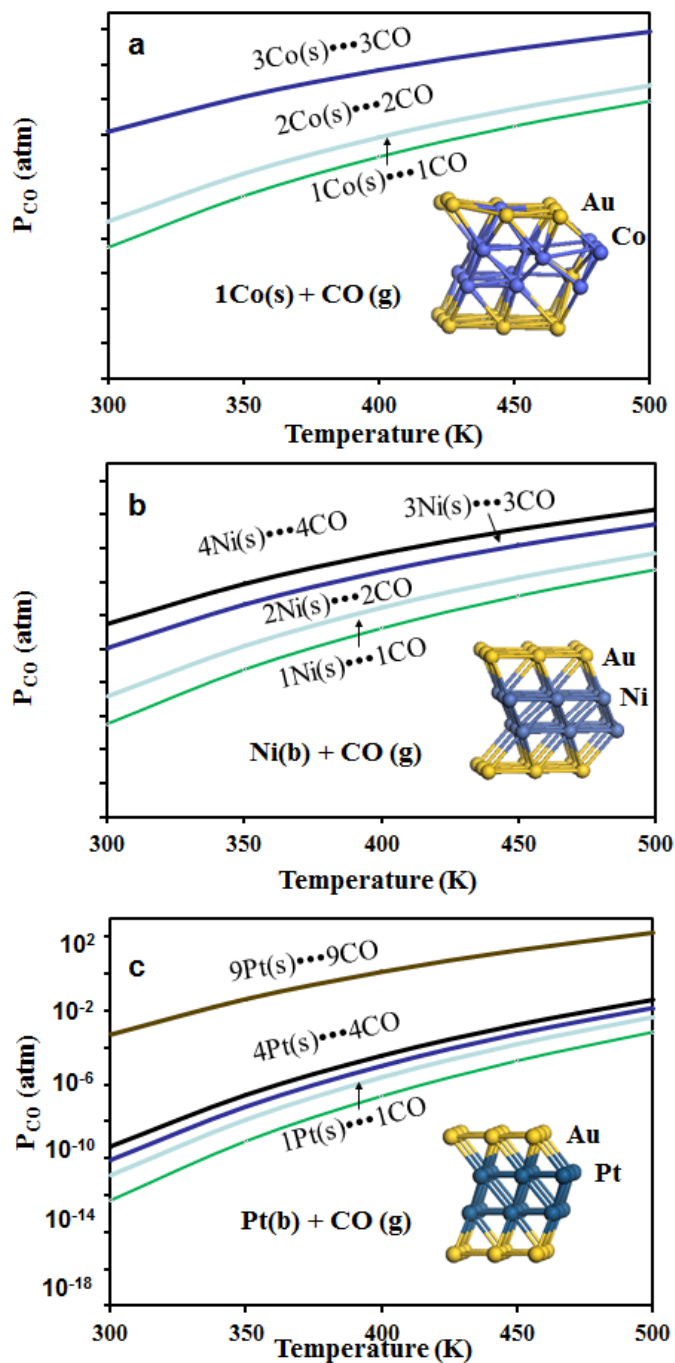 a
3Co(s)•••3CO
2Co(s)•••2CO
1Co(s)•••1CO
Au
Co
1Co(s) + CO (g)
P_CO (atm)
300 350 400 450 500
Temperature (K)
b
4Ni(s)•••4CO
3Ni(s)•••3CO
2Ni(s)•••2CO
1Ni(s)•••1CO
Au
Ni
Ni(b) + CO (g)
P_CO (atm)
300 350 400 450 500
Temperature (K)
c
9Pt(s)•••9CO
4Pt(s)•••4CO
1Pt(s)•••1CO
Au
Pt
Pt(b) + CO (g)
P_CO (atm)
10^2
10^-2
10^-6
10^-10
10^-14
10^-18
300 350 400 450 500
Temperature (K)